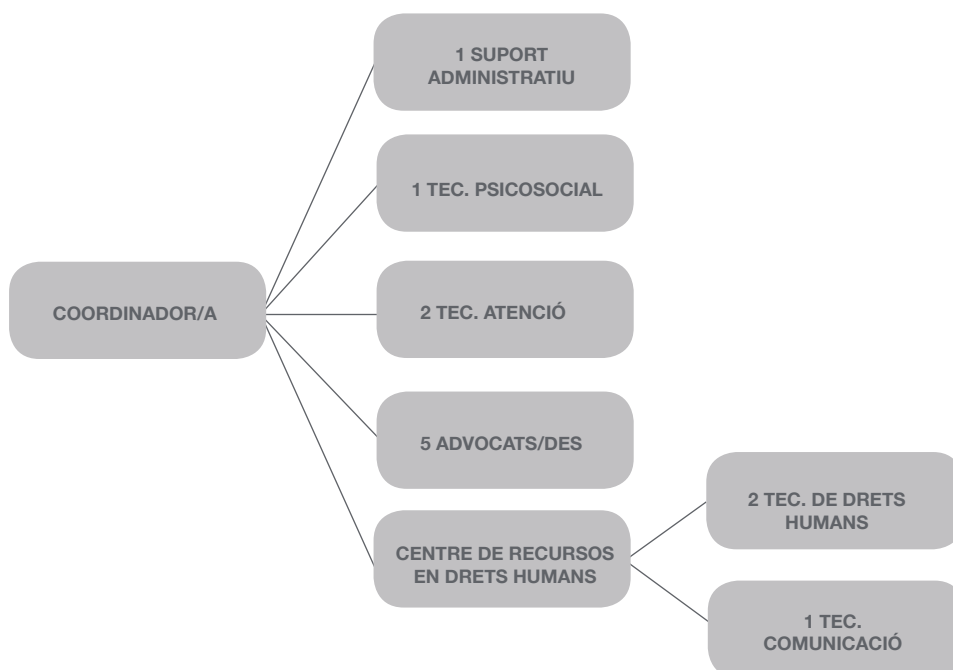 1 SUPORT
ADMINISTRATIU
1 TEC. PSICOSOCIAL
COORDINADOR/A
2 TEC. ATENCIÓ
5 ADVOCATS/DES
CENTRE DE RECURSOS
EN DRETS HUMANS
2 TEC. DE DRETS
HUMANS
1 TEC.
COMUNICACIÓ